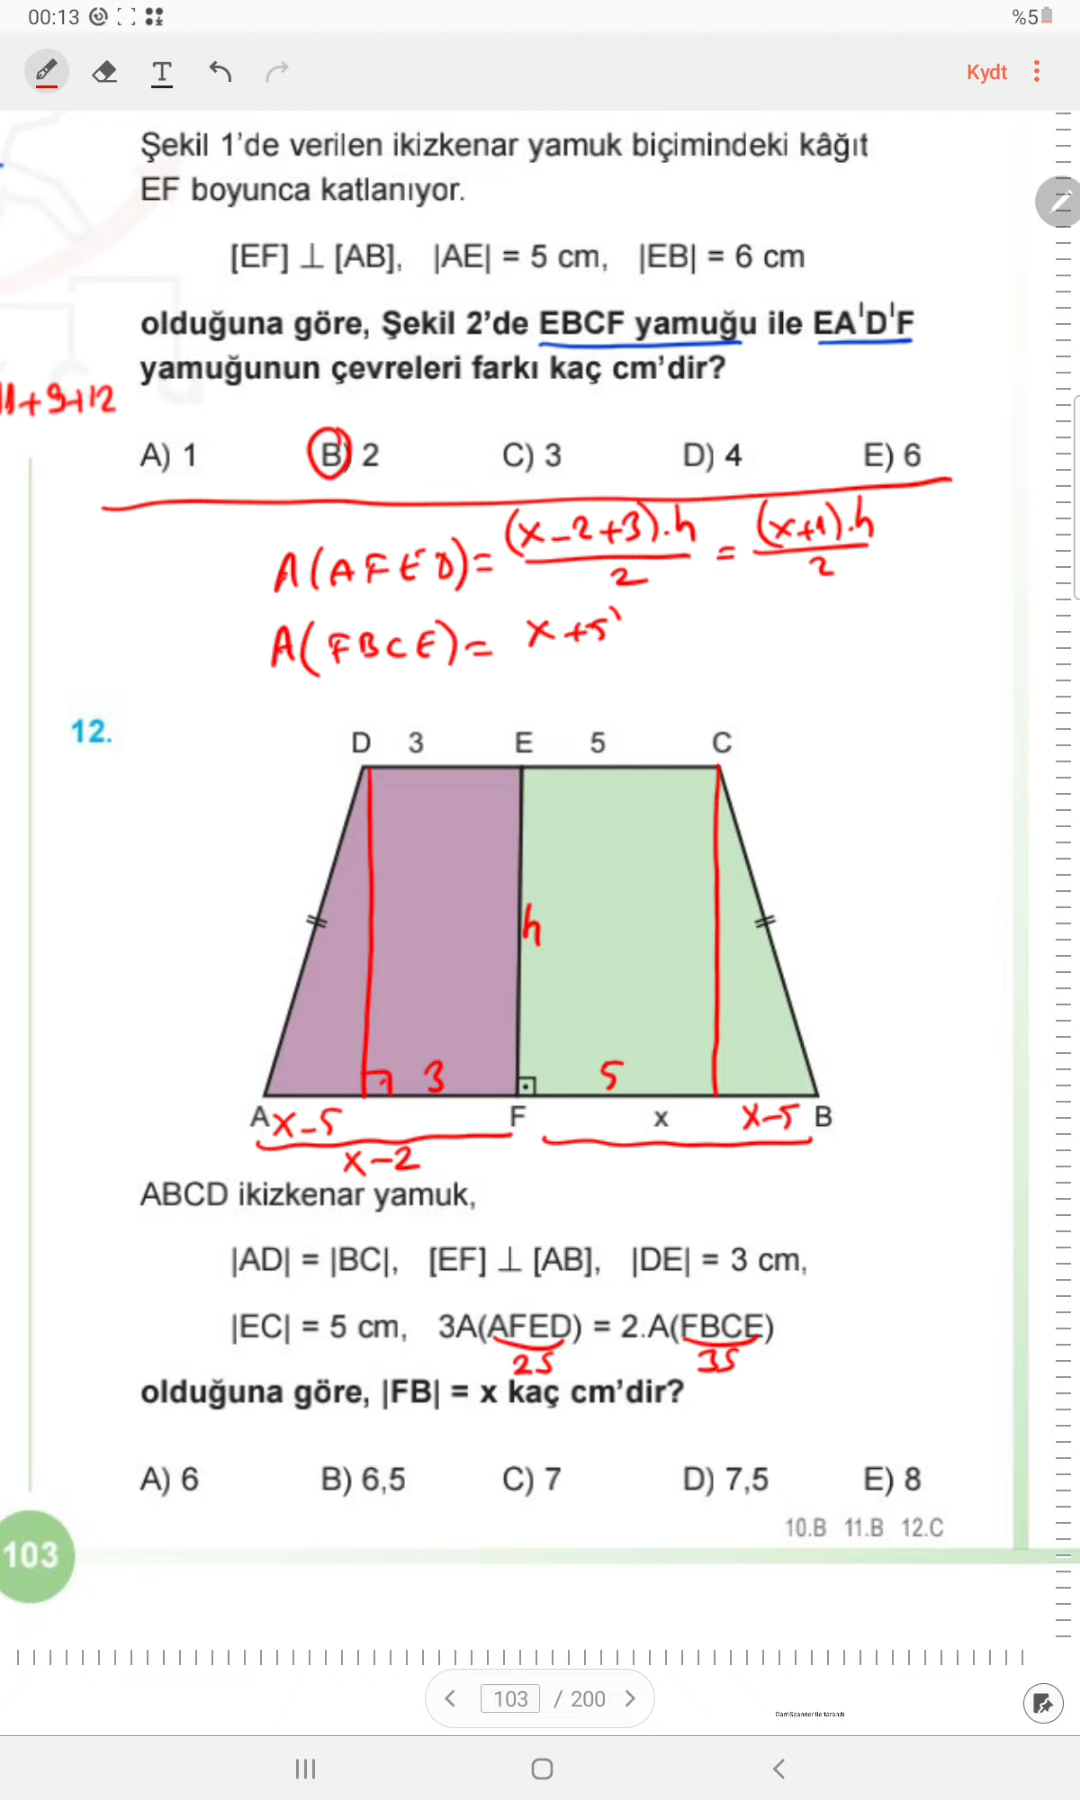 00:13
%5
T
Kydt
Şekil 1'de verilen ikizkenar yamuk biçimindeki kâğıt
EF boyunca katlanıyor.
[EF] ⊥ [AB], |AE| = 5 cm, |EB| = 6 cm
olduğuna göre, Şekil 2'de EBCF yamuğu ile EA'D'F
yamuğunun çevreleri farkı kaç cm'dir?
11+9+12
A) 1 B) 2 C) 3 D) 4 E) 6
A(AFED)= (x-2+3).h / 2 = (x+1).h / 2
A(FBCE)= x+5
12.
D 3 E 5 C
h
3 5
A x-5 F x x-5 B
x-2
ABCD ikizkenar yamuk,
|AD| = |BC|, [EF] ⊥ [AB], |DE| = 3 cm,
|EC| = 5 cm, 3A(AFED) = 2.A(FBCE)
2S 3S
olduğuna göre, |FB| = x kaç cm'dir?
A) 6 B) 6,5 C) 7 D) 7,5 E) 8
10.B 11.B 12.C
103
103 / 200
CamScanner ile tarandı